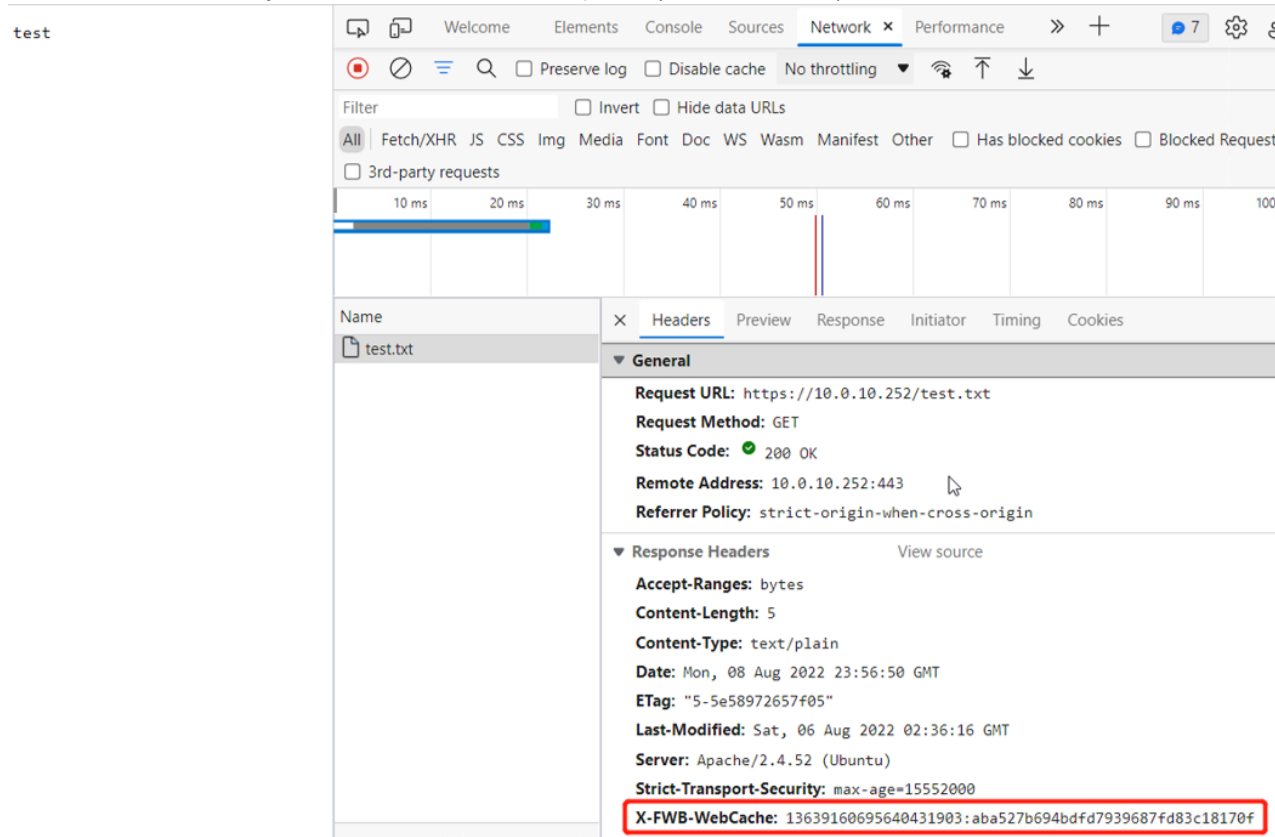 test
Welcome Elements Console Sources Network × Performance » + 7
Preserve log Disable cache No throttling
Filter Invert Hide data URLs
All Fetch/XHR JS CSS Img Media Font Doc WS Wasm Manifest Other Has blocked cookies Blocked Request
3rd-party requests
10 ms 20 ms 30 ms 40 ms 50 ms 60 ms 70 ms 80 ms 90 ms 100
Name
test.txt
× Headers Preview Response Initiator Timing Cookies
General
Request URL: https://10.0.10.252/test.txt
Request Method: GET
Status Code: 200 OK
Remote Address: 10.0.10.252:443
Referrer Policy: strict-origin-when-cross-origin
Response Headers View source
Accept-Ranges: bytes
Content-Length: 5
Content-Type: text/plain
Date: Mon, 08 Aug 2022 23:56:50 GMT
ETag: "5-5e58972657f05"
Last-Modified: Sat, 06 Aug 2022 02:36:16 GMT
Server: Apache/2.4.52 (Ubuntu)
Strict-Transport-Security: max-age=15552000
X-FWB-WebCache: 13639160695640431903:aba527b694bdfd7939687fd83c18170f